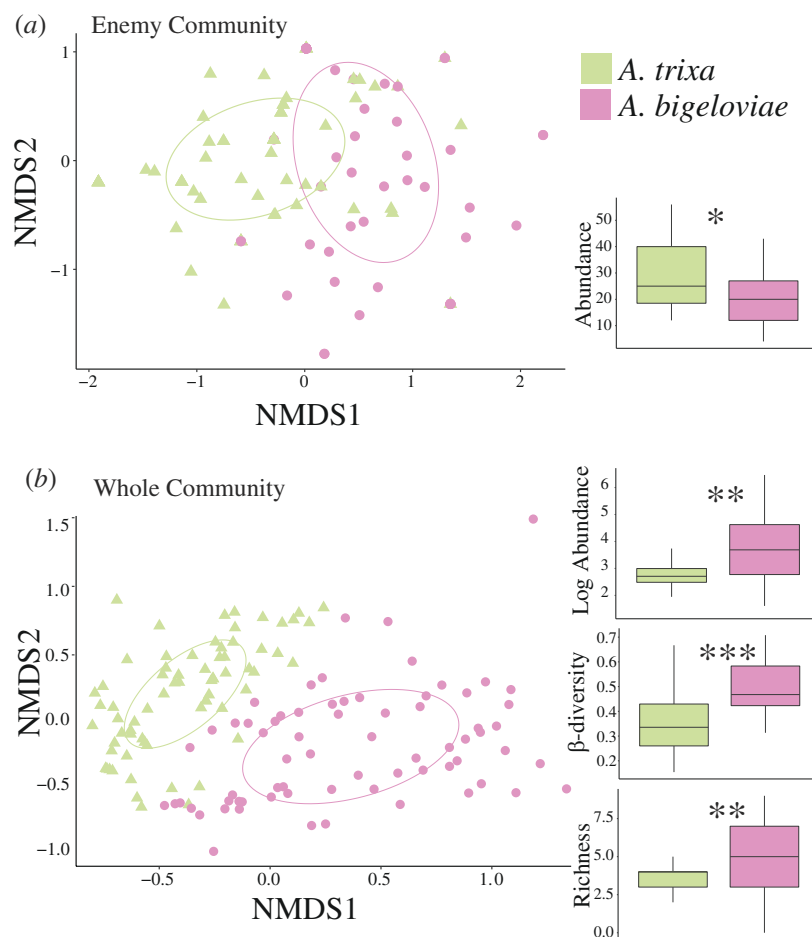 (a) Enemy Community
A. trixa
A. bigeloviae
NMDS2
1
0
−1
−2 −1 0 1 2
NMDS1
Abundance
50
40
30
20
10
*
(b) Whole Community
NMDS2
1.5
1.0
0.5
0.0
−0.5
−1.0
−0.5 0.0 0.5 1.0
NMDS1
Log Abundance
6
5
4
3
2
**
β-diversity
0.7
0.6
0.5
0.4
0.3
0.2
***
Richness
7.5
5.0
2.5
0.0
**